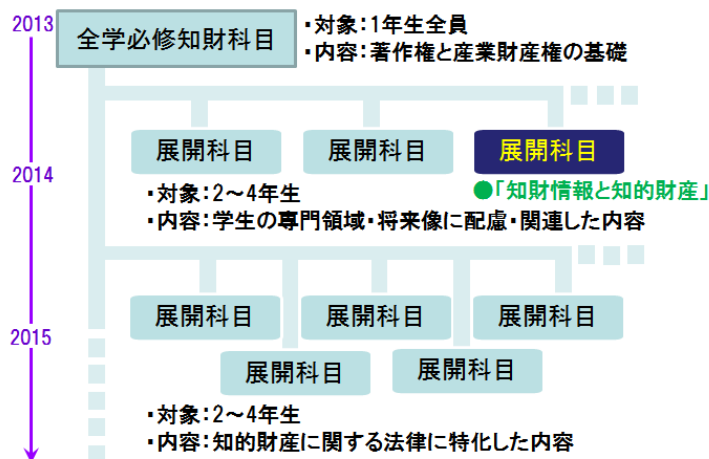 2013
全学必修知財科目
・対象:1年生全員
・内容:著作権と産業財産権の基礎
展開科目
展開科目
展開科目
2014
・対象:2～4年生
●「知財情報と知的財産」
・内容:学生の専門領域・将来像に配慮・関連した内容
展開科目
展開科目
展開科目
2015
展開科目
展開科目
・対象:2～4年生
・内容:知的財産に関する法律に特化した内容